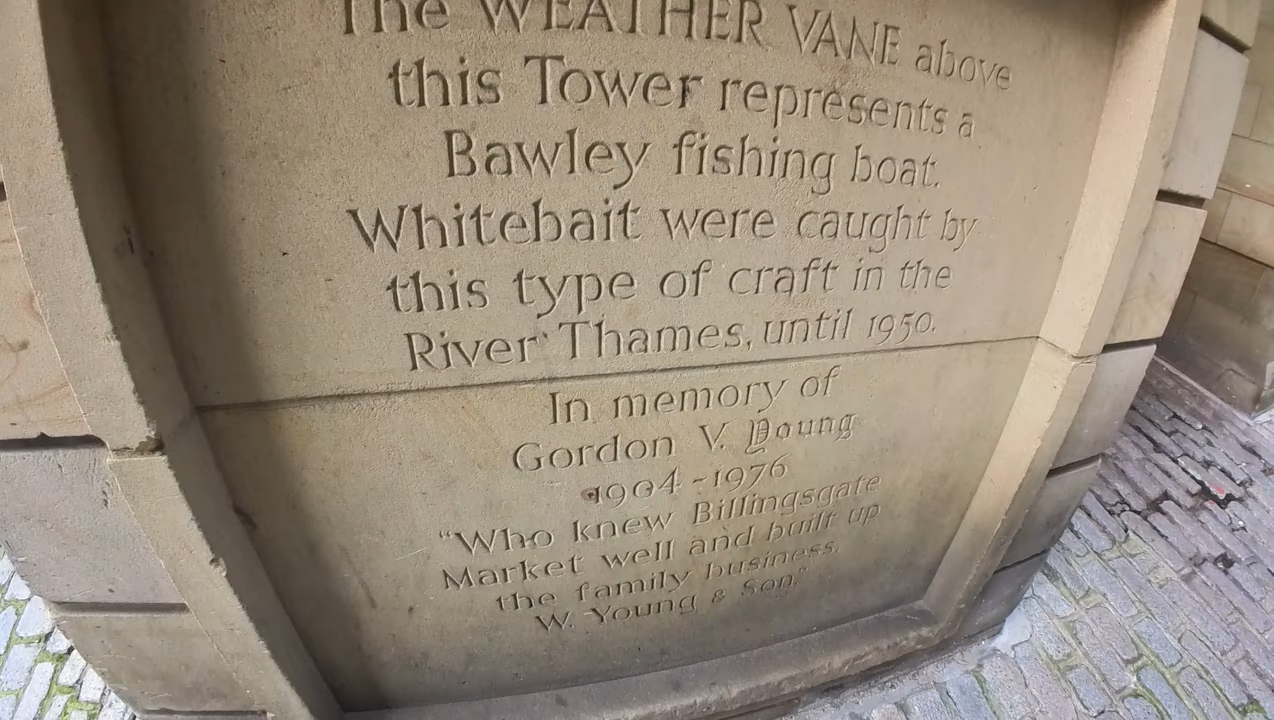 The WEATHER VANE above
this Tower represents a
Bawley fishing boat.
Whitebait were caught by
this type of craft in the
River Thames, until 1950.
In memory of
Gordon V. Young
1904-1976
"Who knew Billingsgate
Market well and built up
the family business,
W. Young & Son."